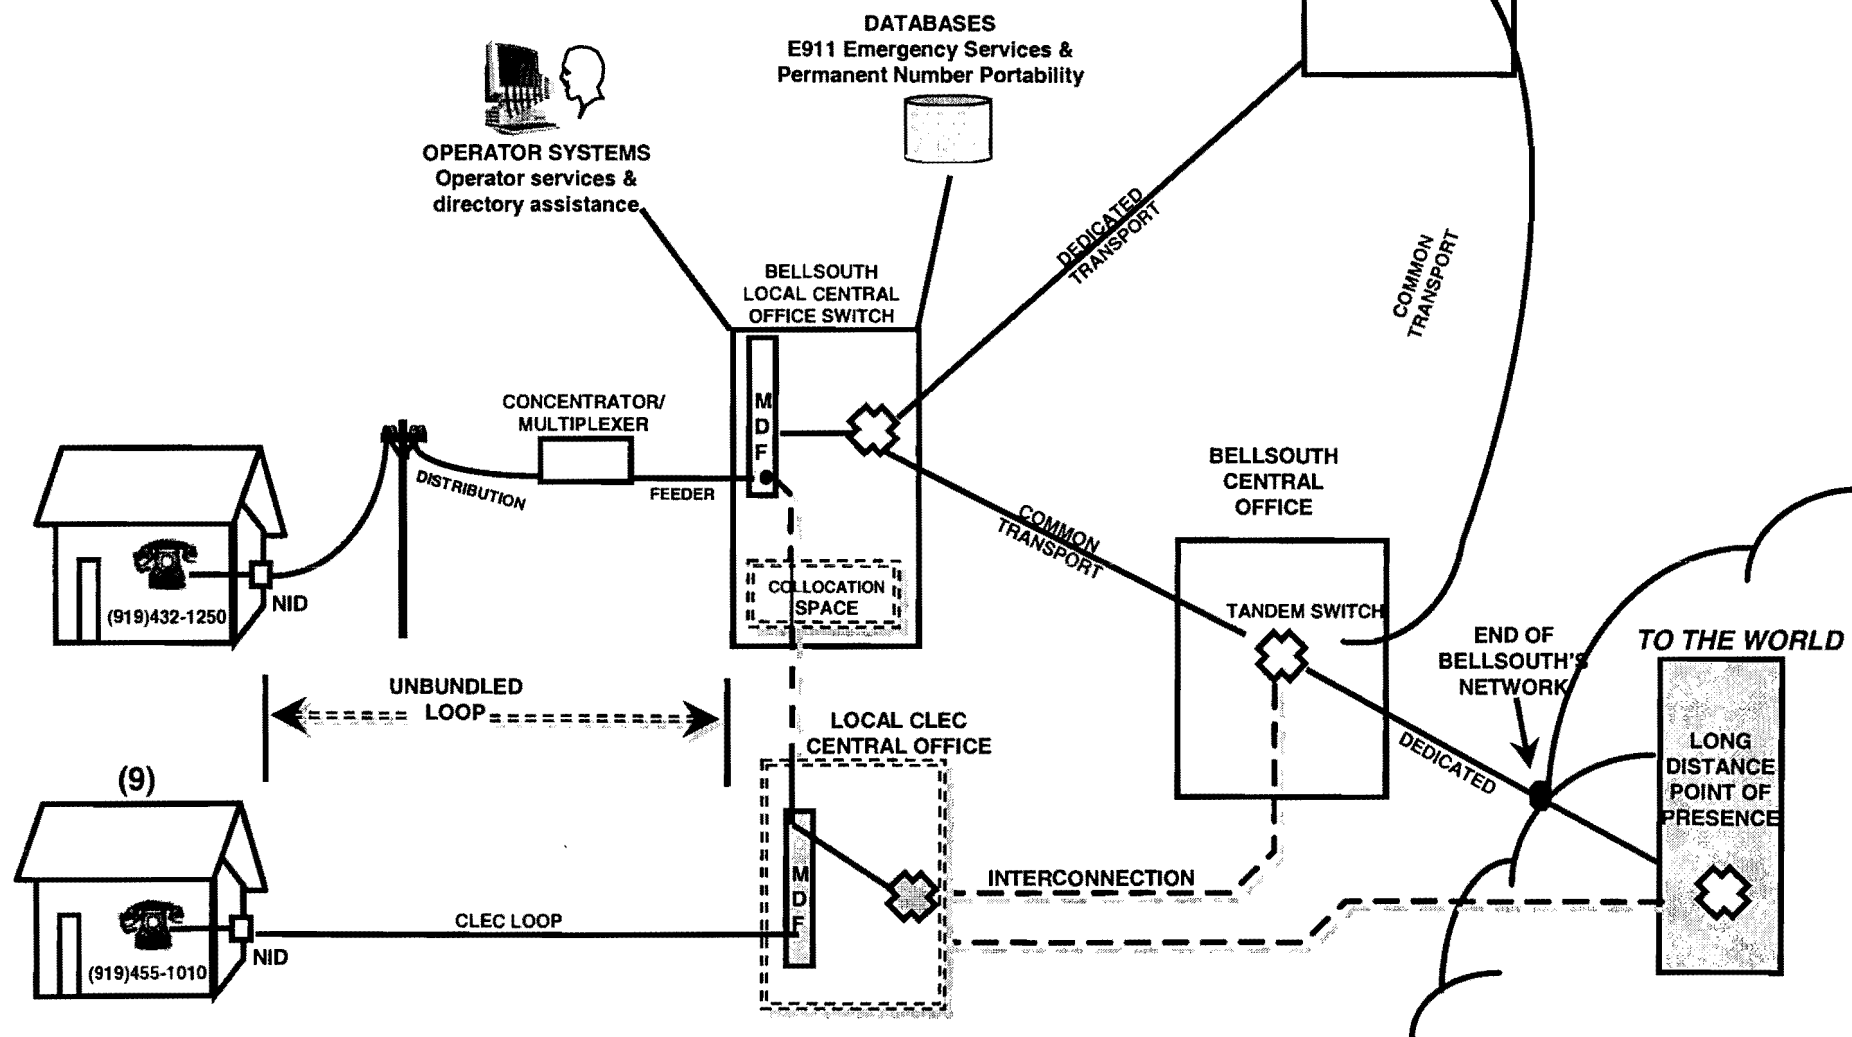 DATABASES
E911 Emergency Services &
Permanent Number Portability
OPERATOR SYSTEMS
Operator services &
directory assistance
DEDICATED
TRANSPORT
COMMON
TRANSPORT
BELLSOUTH
LOCAL CENTRAL
OFFICE SWITCH
M
D
F
CONCENTRATOR/
MULTIPLEXER
DISTRIBUTION
FEEDER
BELLSOUTH
CENTRAL
OFFICE
COMMON
TRANSPORT
COLLOCATION
SPACE
(919)432-1250
NID
TANDEM SWITCH
END OF
BELLSOUTH'S
NETWORK
TO THE WORLD
UNBUNDLED
LOOP
LOCAL CLEC
CENTRAL OFFICE
DEDICATED
LONG
DISTANCE
POINT OF
PRESENCE
(9)
M
D
F
INTERCONNECTION
CLEC LOOP
NID
(919)455-1010